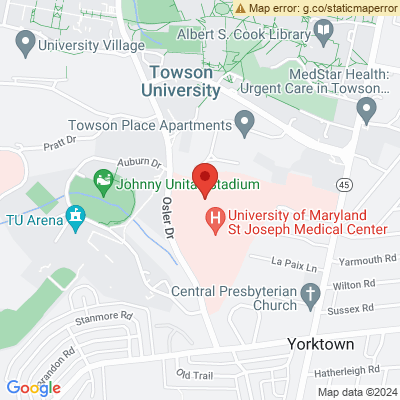 Map error: g.co/staticmaperror
Albert S. Cook Library
University Village
Towson
University
MedStar Health:
Urgent Care in Towson...
Towson Place Apartments
Pratt Dr
Auburn Dr
Johnny Unitas Stadium
45
TU Arena
Osler Dr
University of Maryland
St Joseph Medical Center
La Paix Ln
Yarmouth Rd
Central Presbyterian
Church
Wilton Rd
Stanmore Rd
Sussex Rd
Yorktown
Old Trail
Hatherleigh Rd
Google
Map data ©2024